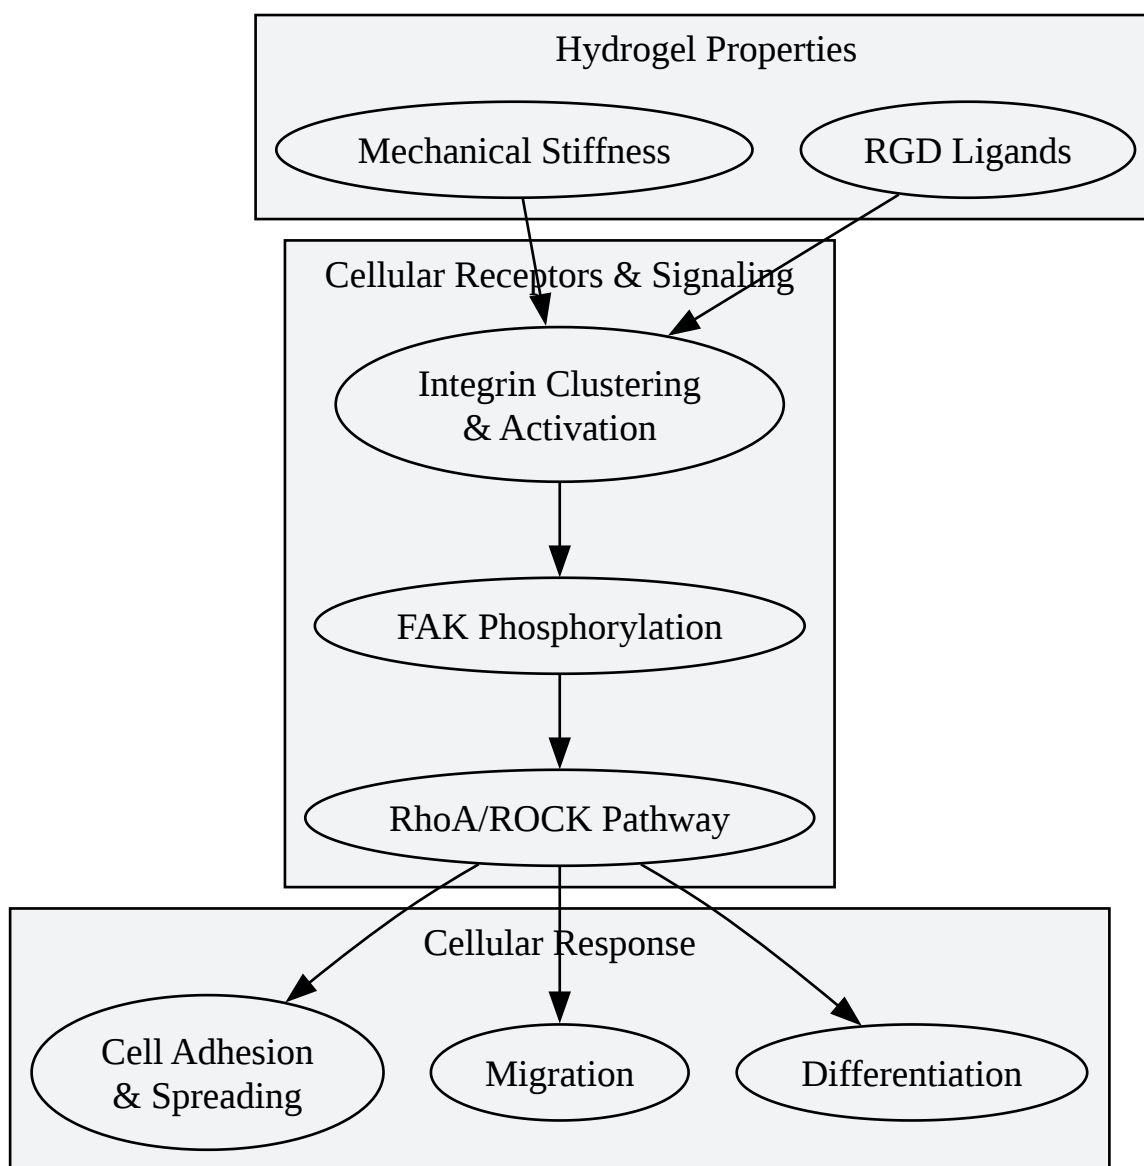 Hydrogel Properties
Mechanical Stiffness
RGD Ligands
Cellular Receptors & Signaling
Integrin Clustering
& Activation
FAK Phosphorylation
RhoA/ROCK Pathway
Cellular Response
Cell Adhesion
& Spreading
Migration
Differentiation